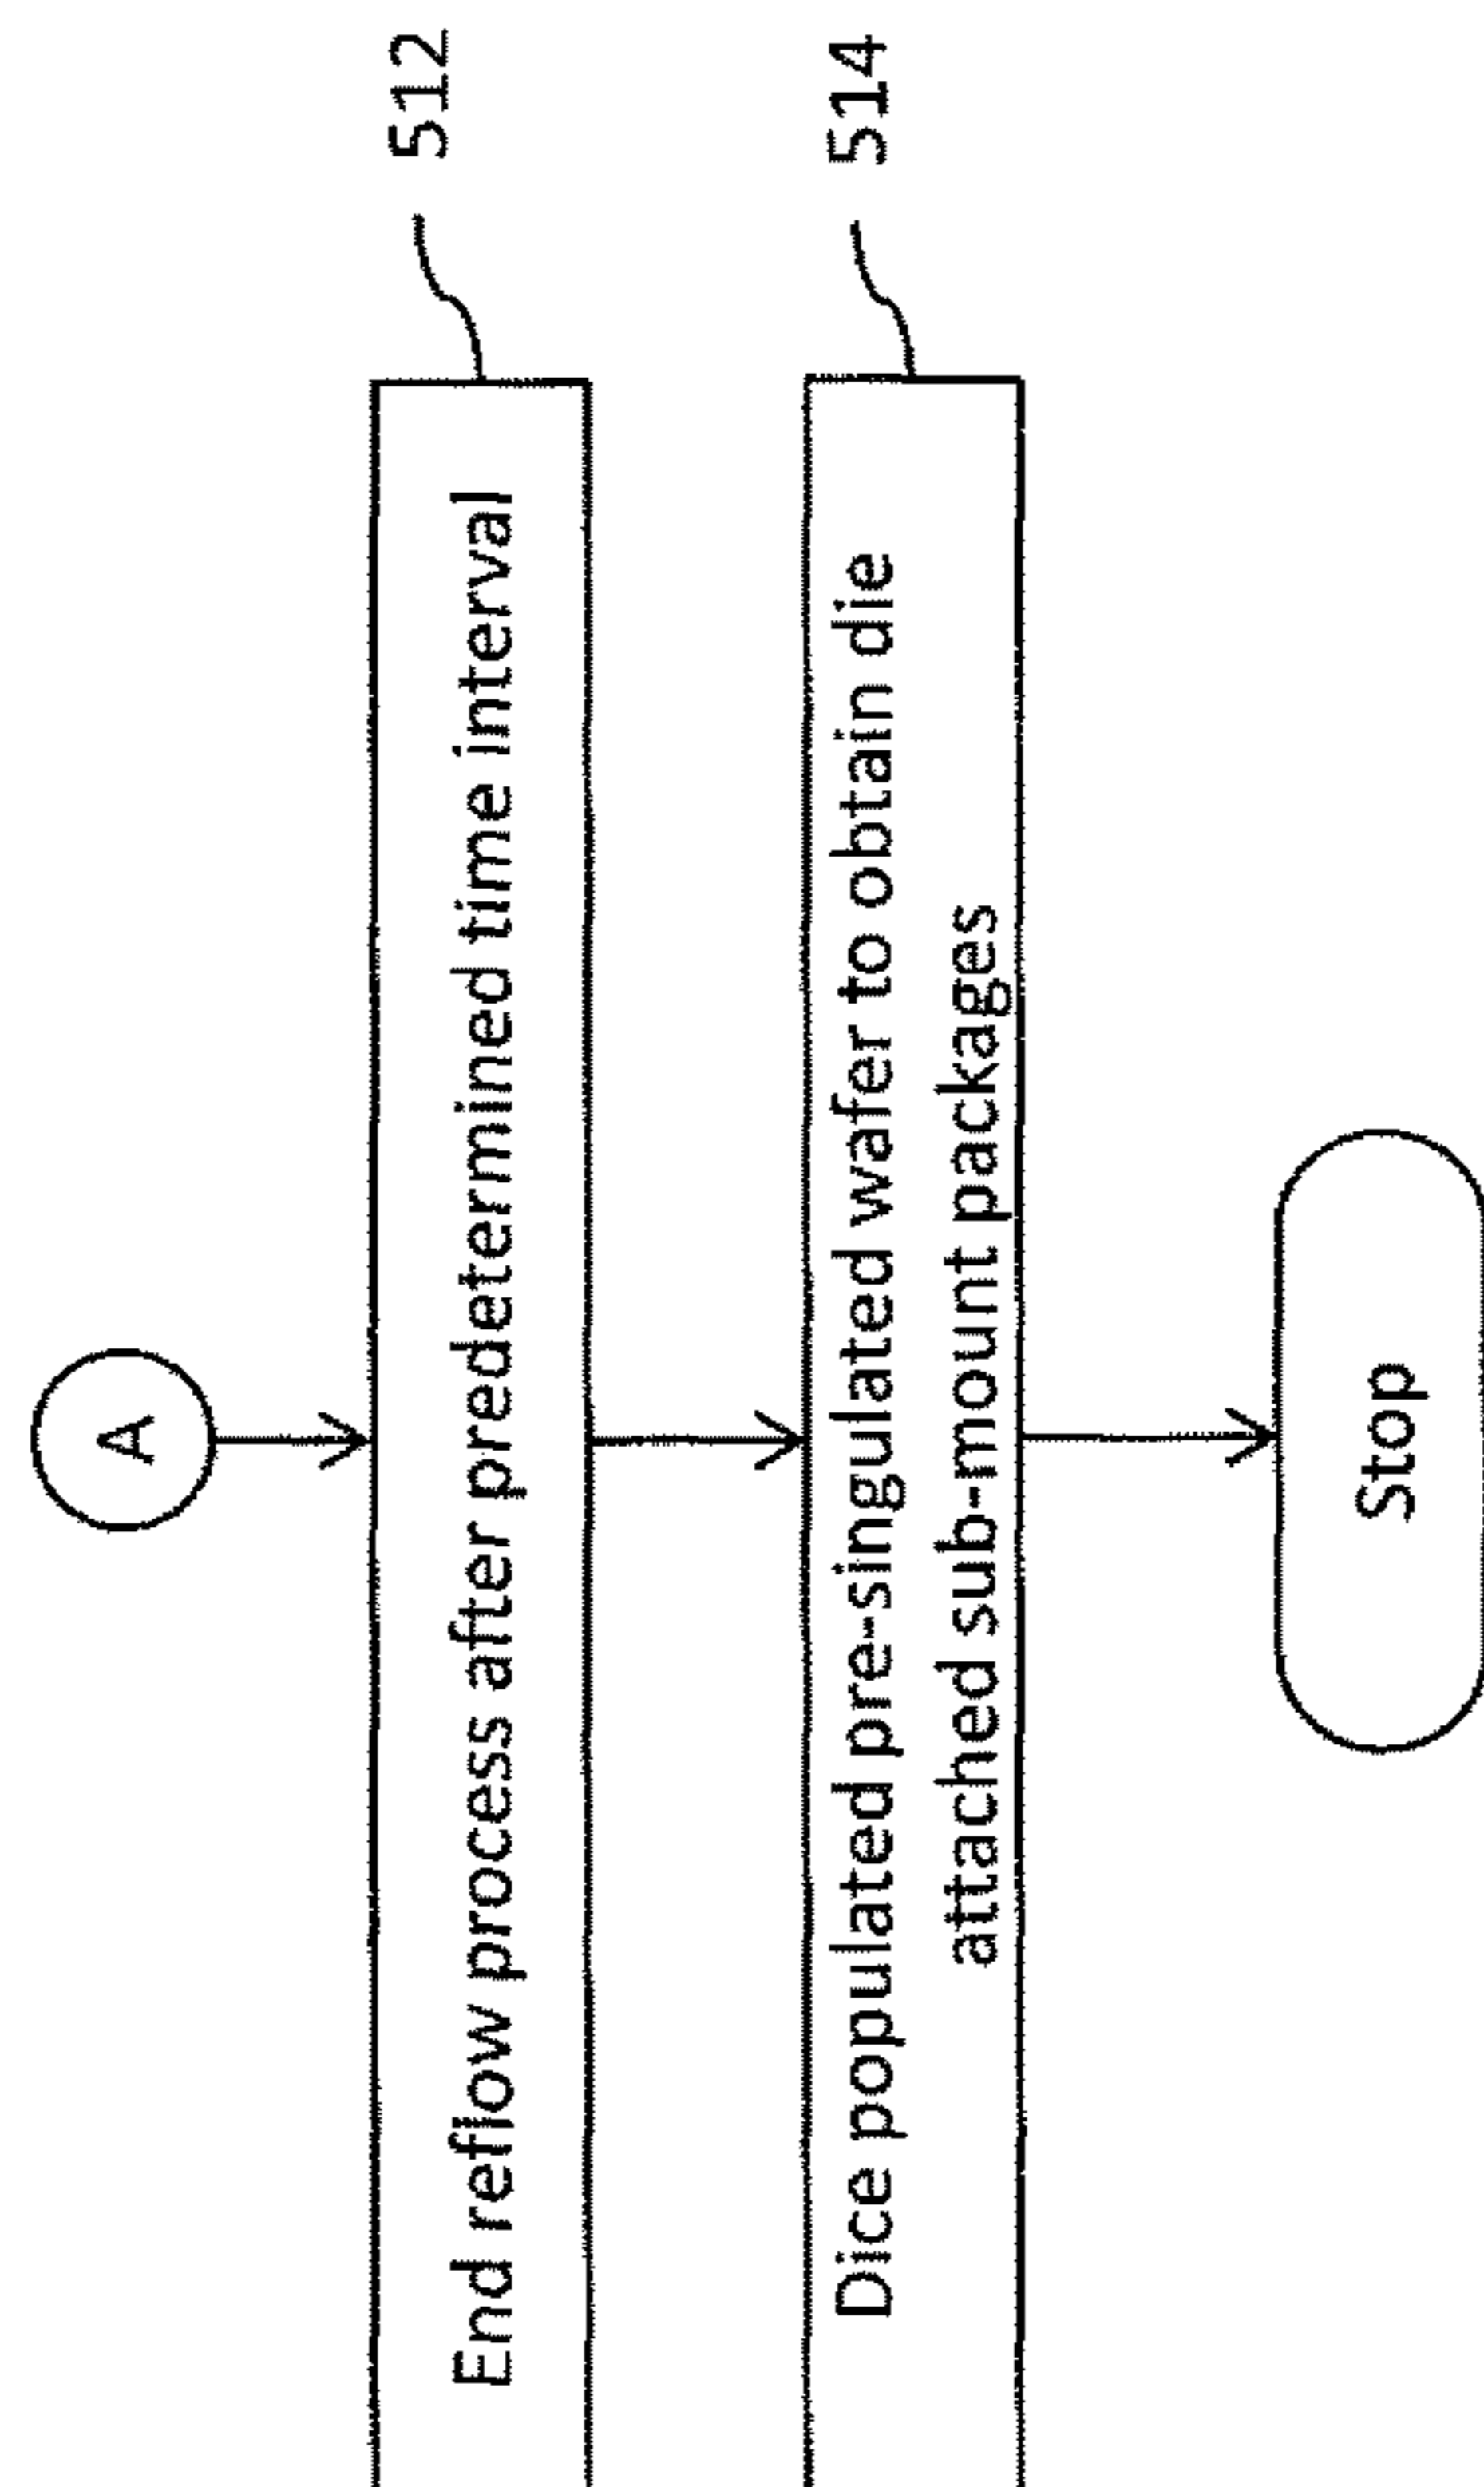 A
End reflow process after predetermined time interval
512
Dice populated pre-singulated wafer to obtain die
attached sub-mount packages
514
Stop